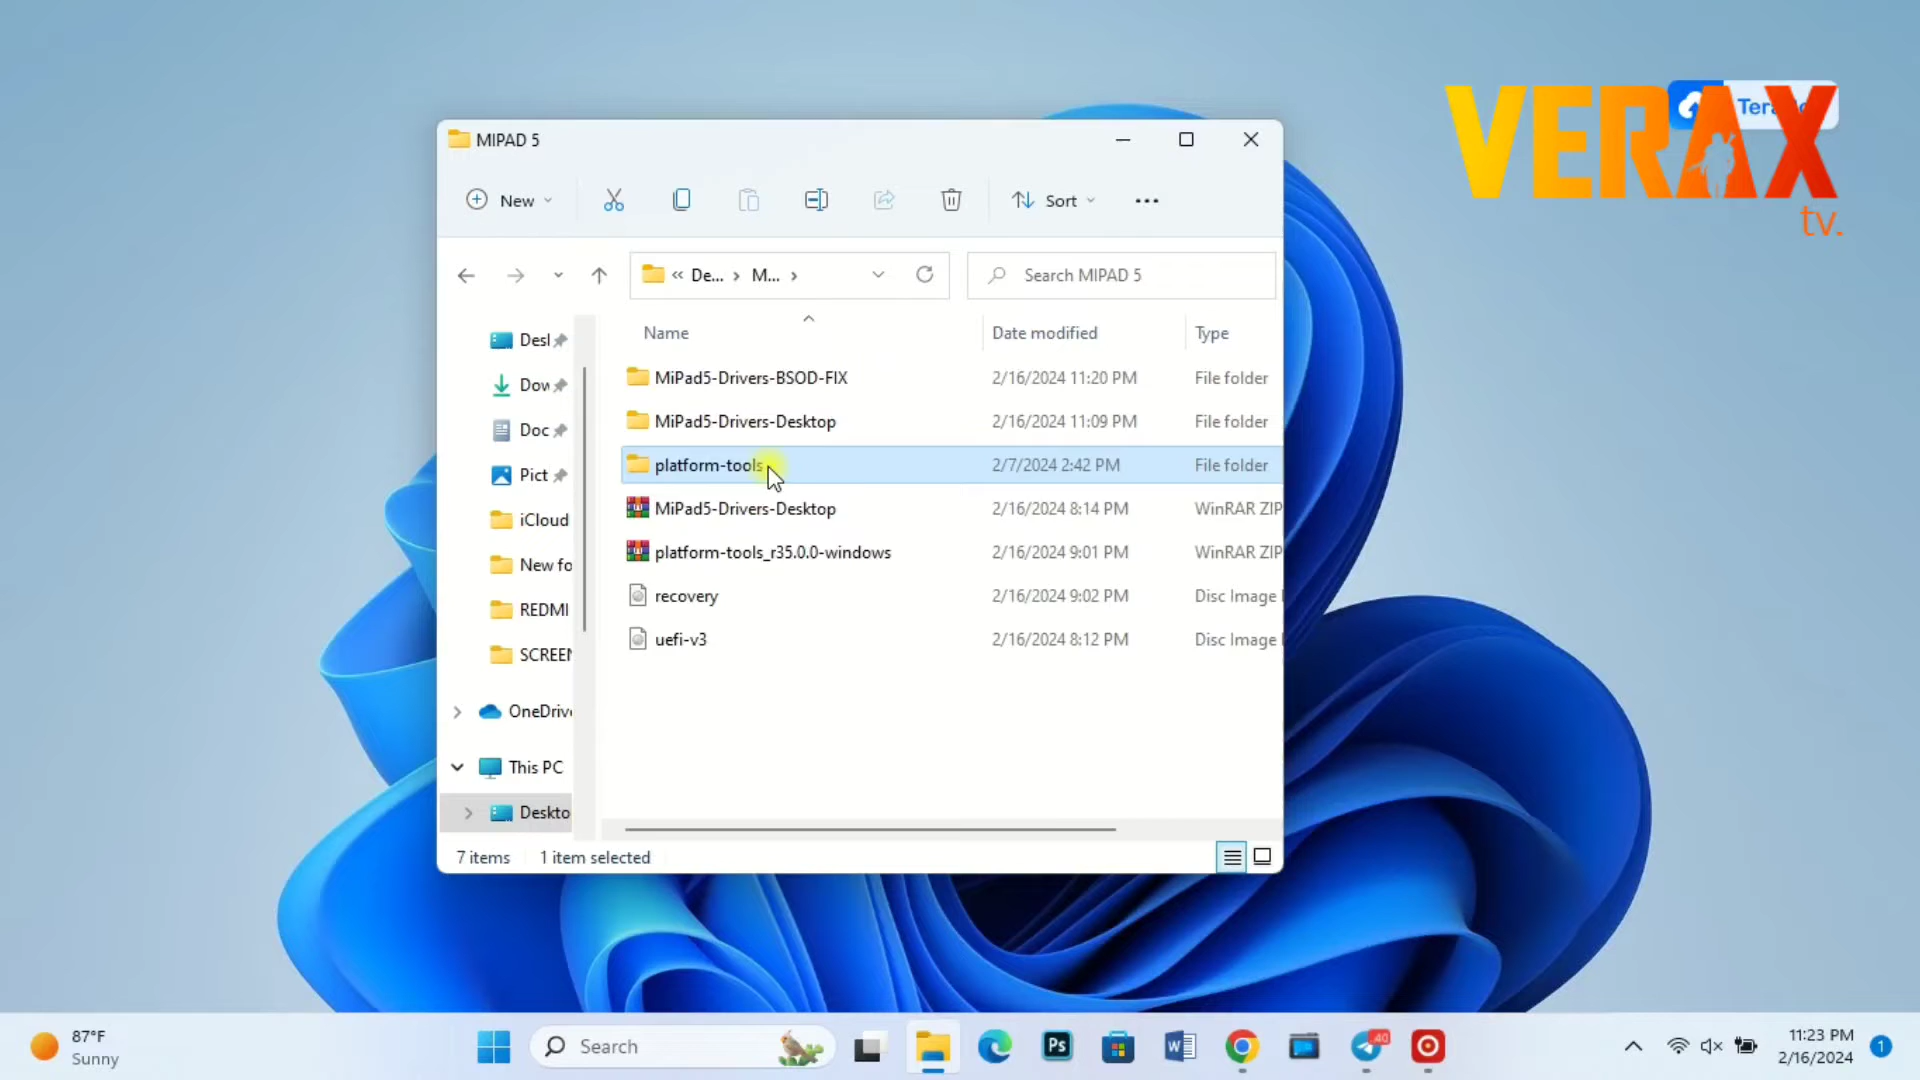 VERAX
tv.
MIPAD 5
New
Sort
« De... › M... ›
Search MIPAD 5
Name
Date modified
Type
Desl
Dow
Doc
Pict
iCloud
New fo
REDMI
SCREEN
OneDrive
This PC
Deskto
MiPad5-Drivers-BSOD-FIX 2/16/2024 11:20 PM File folder
MiPad5-Drivers-Desktop 2/16/2024 11:09 PM File folder
platform-tools 2/7/2024 2:42 PM File folder
MiPad5-Drivers-Desktop 2/16/2024 8:14 PM WinRAR ZIP
platform-tools_r35.0.0-windows 2/16/2024 9:01 PM WinRAR ZIP
recovery 2/16/2024 9:02 PM Disc Image
uefi-v3 2/16/2024 8:12 PM Disc Image
7 items 1 item selected
87°F
Sunny
Search
Ps
40
11:23 PM
2/16/2024
1